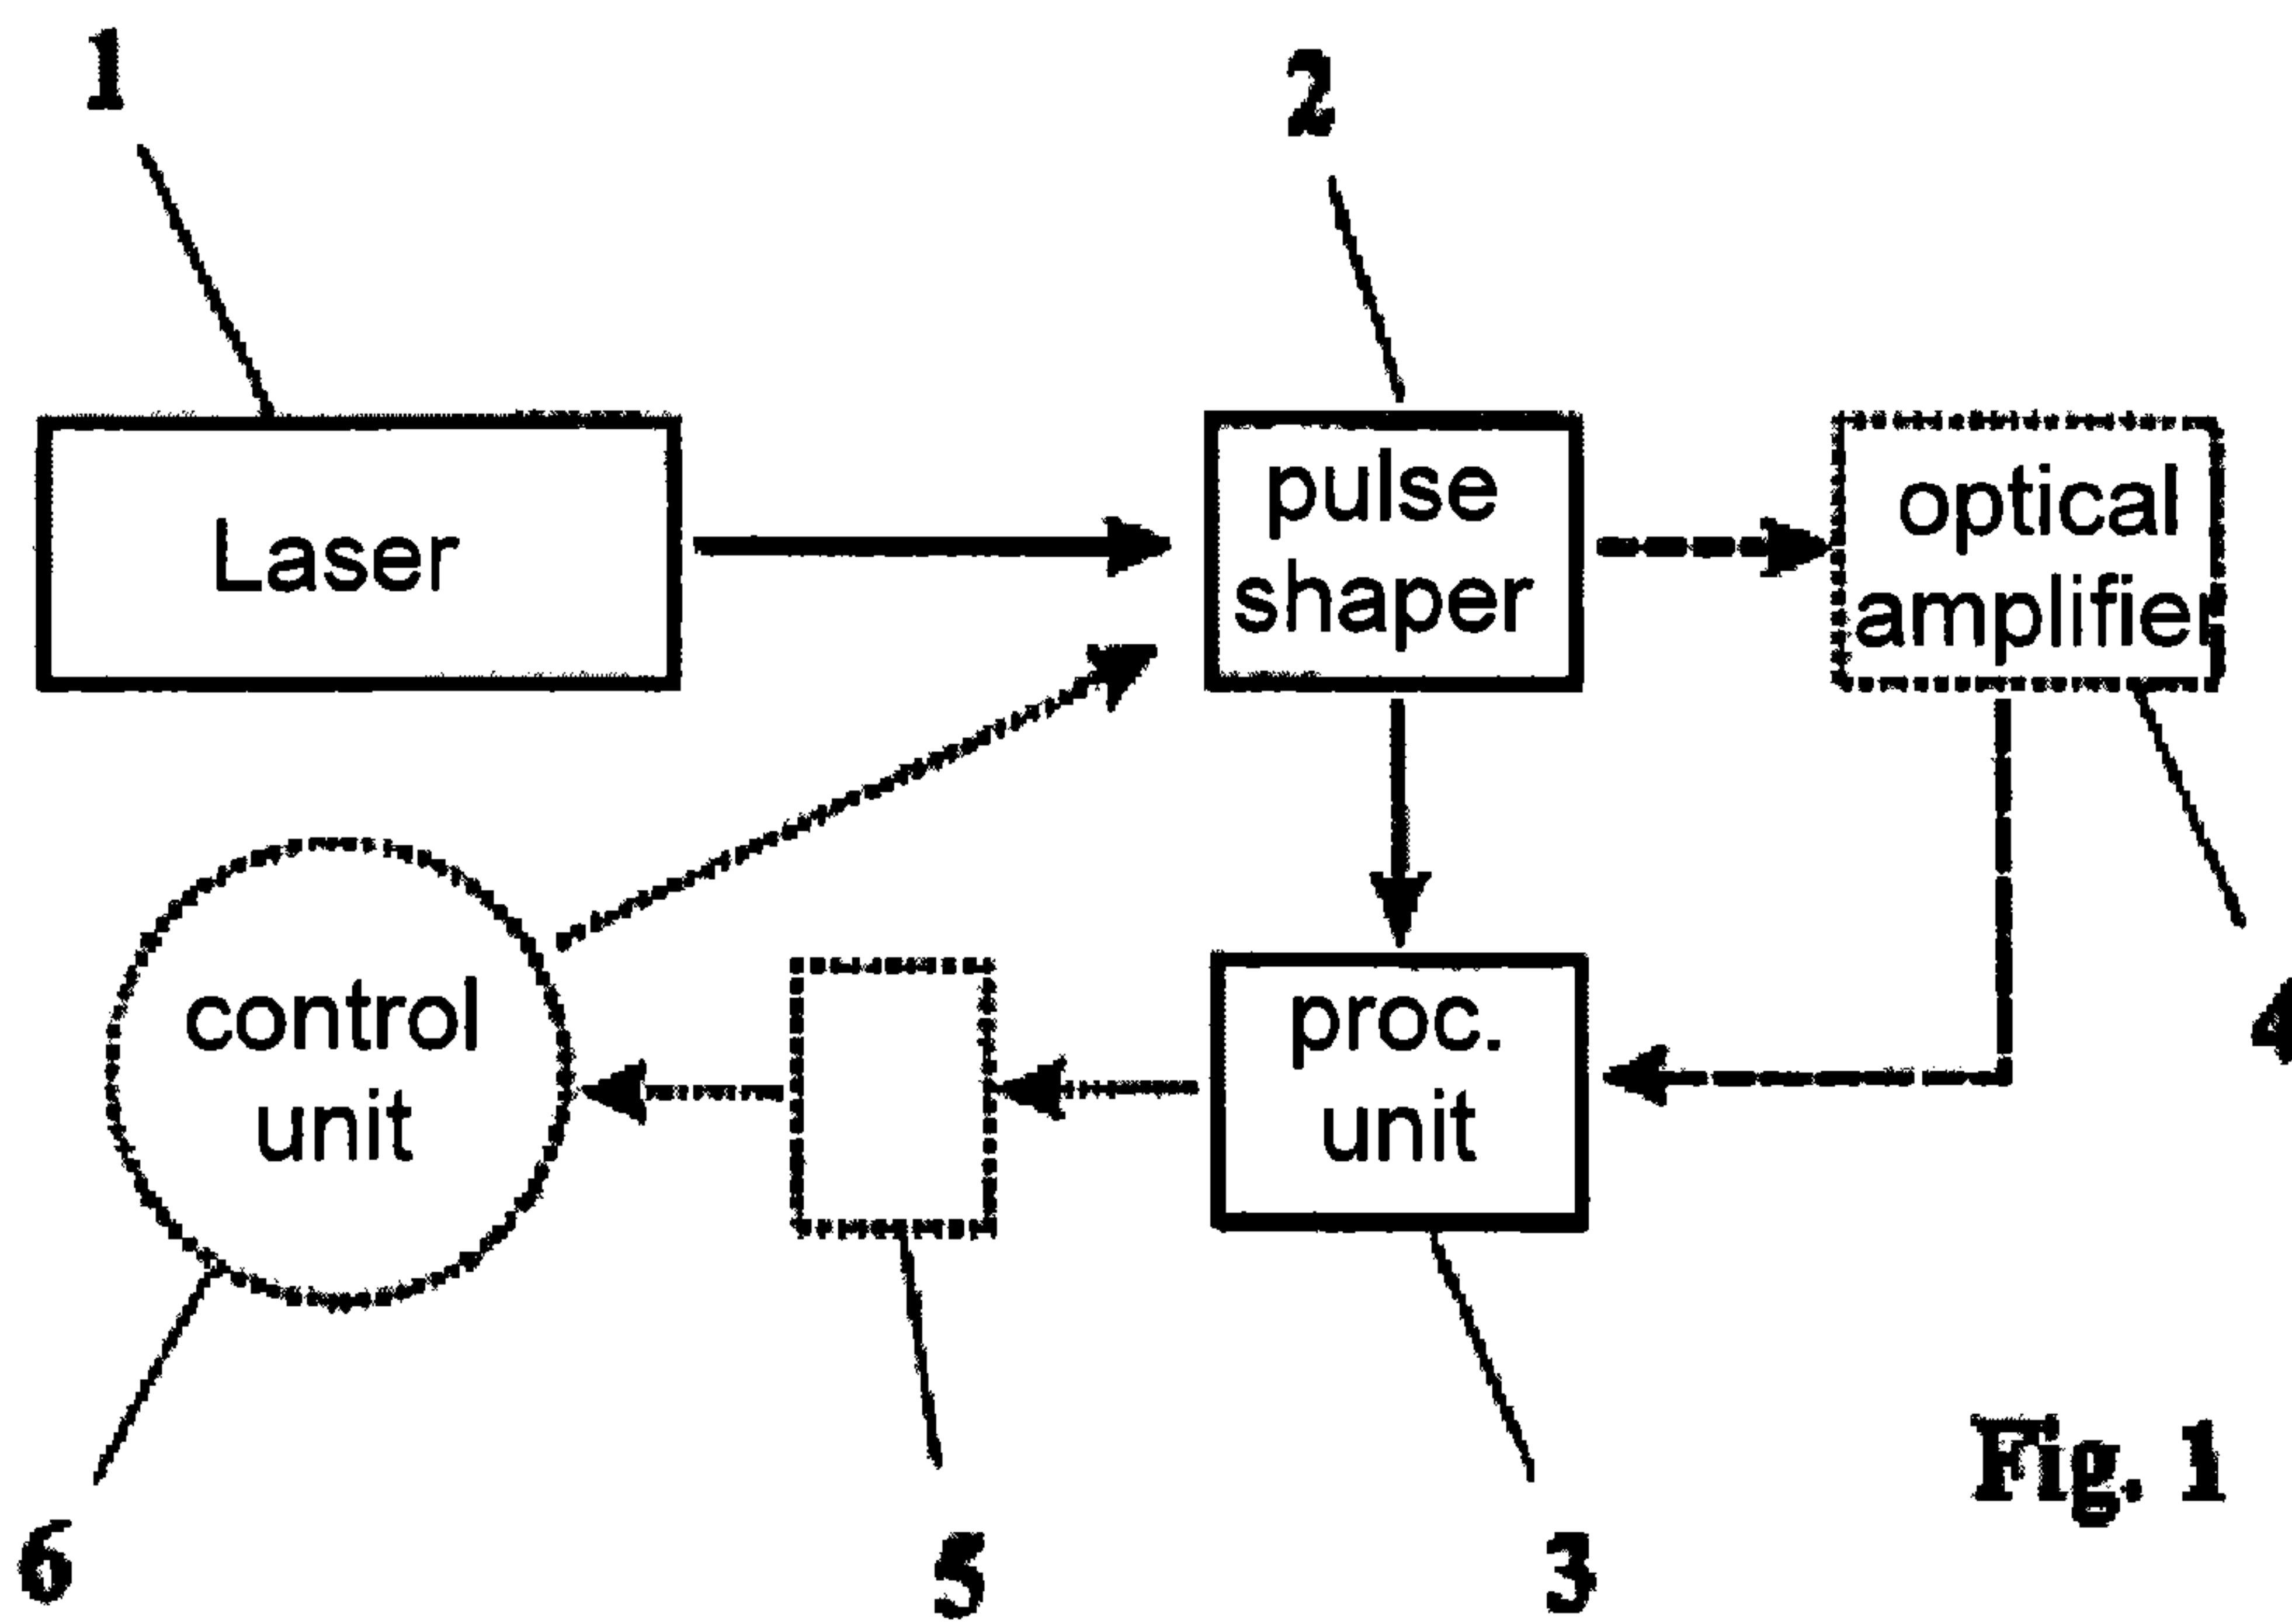 1
2
Laser
pulse
shaper
optical
amplifier
control
unit
proc.
unit
4
Fig. 1
6
5
3